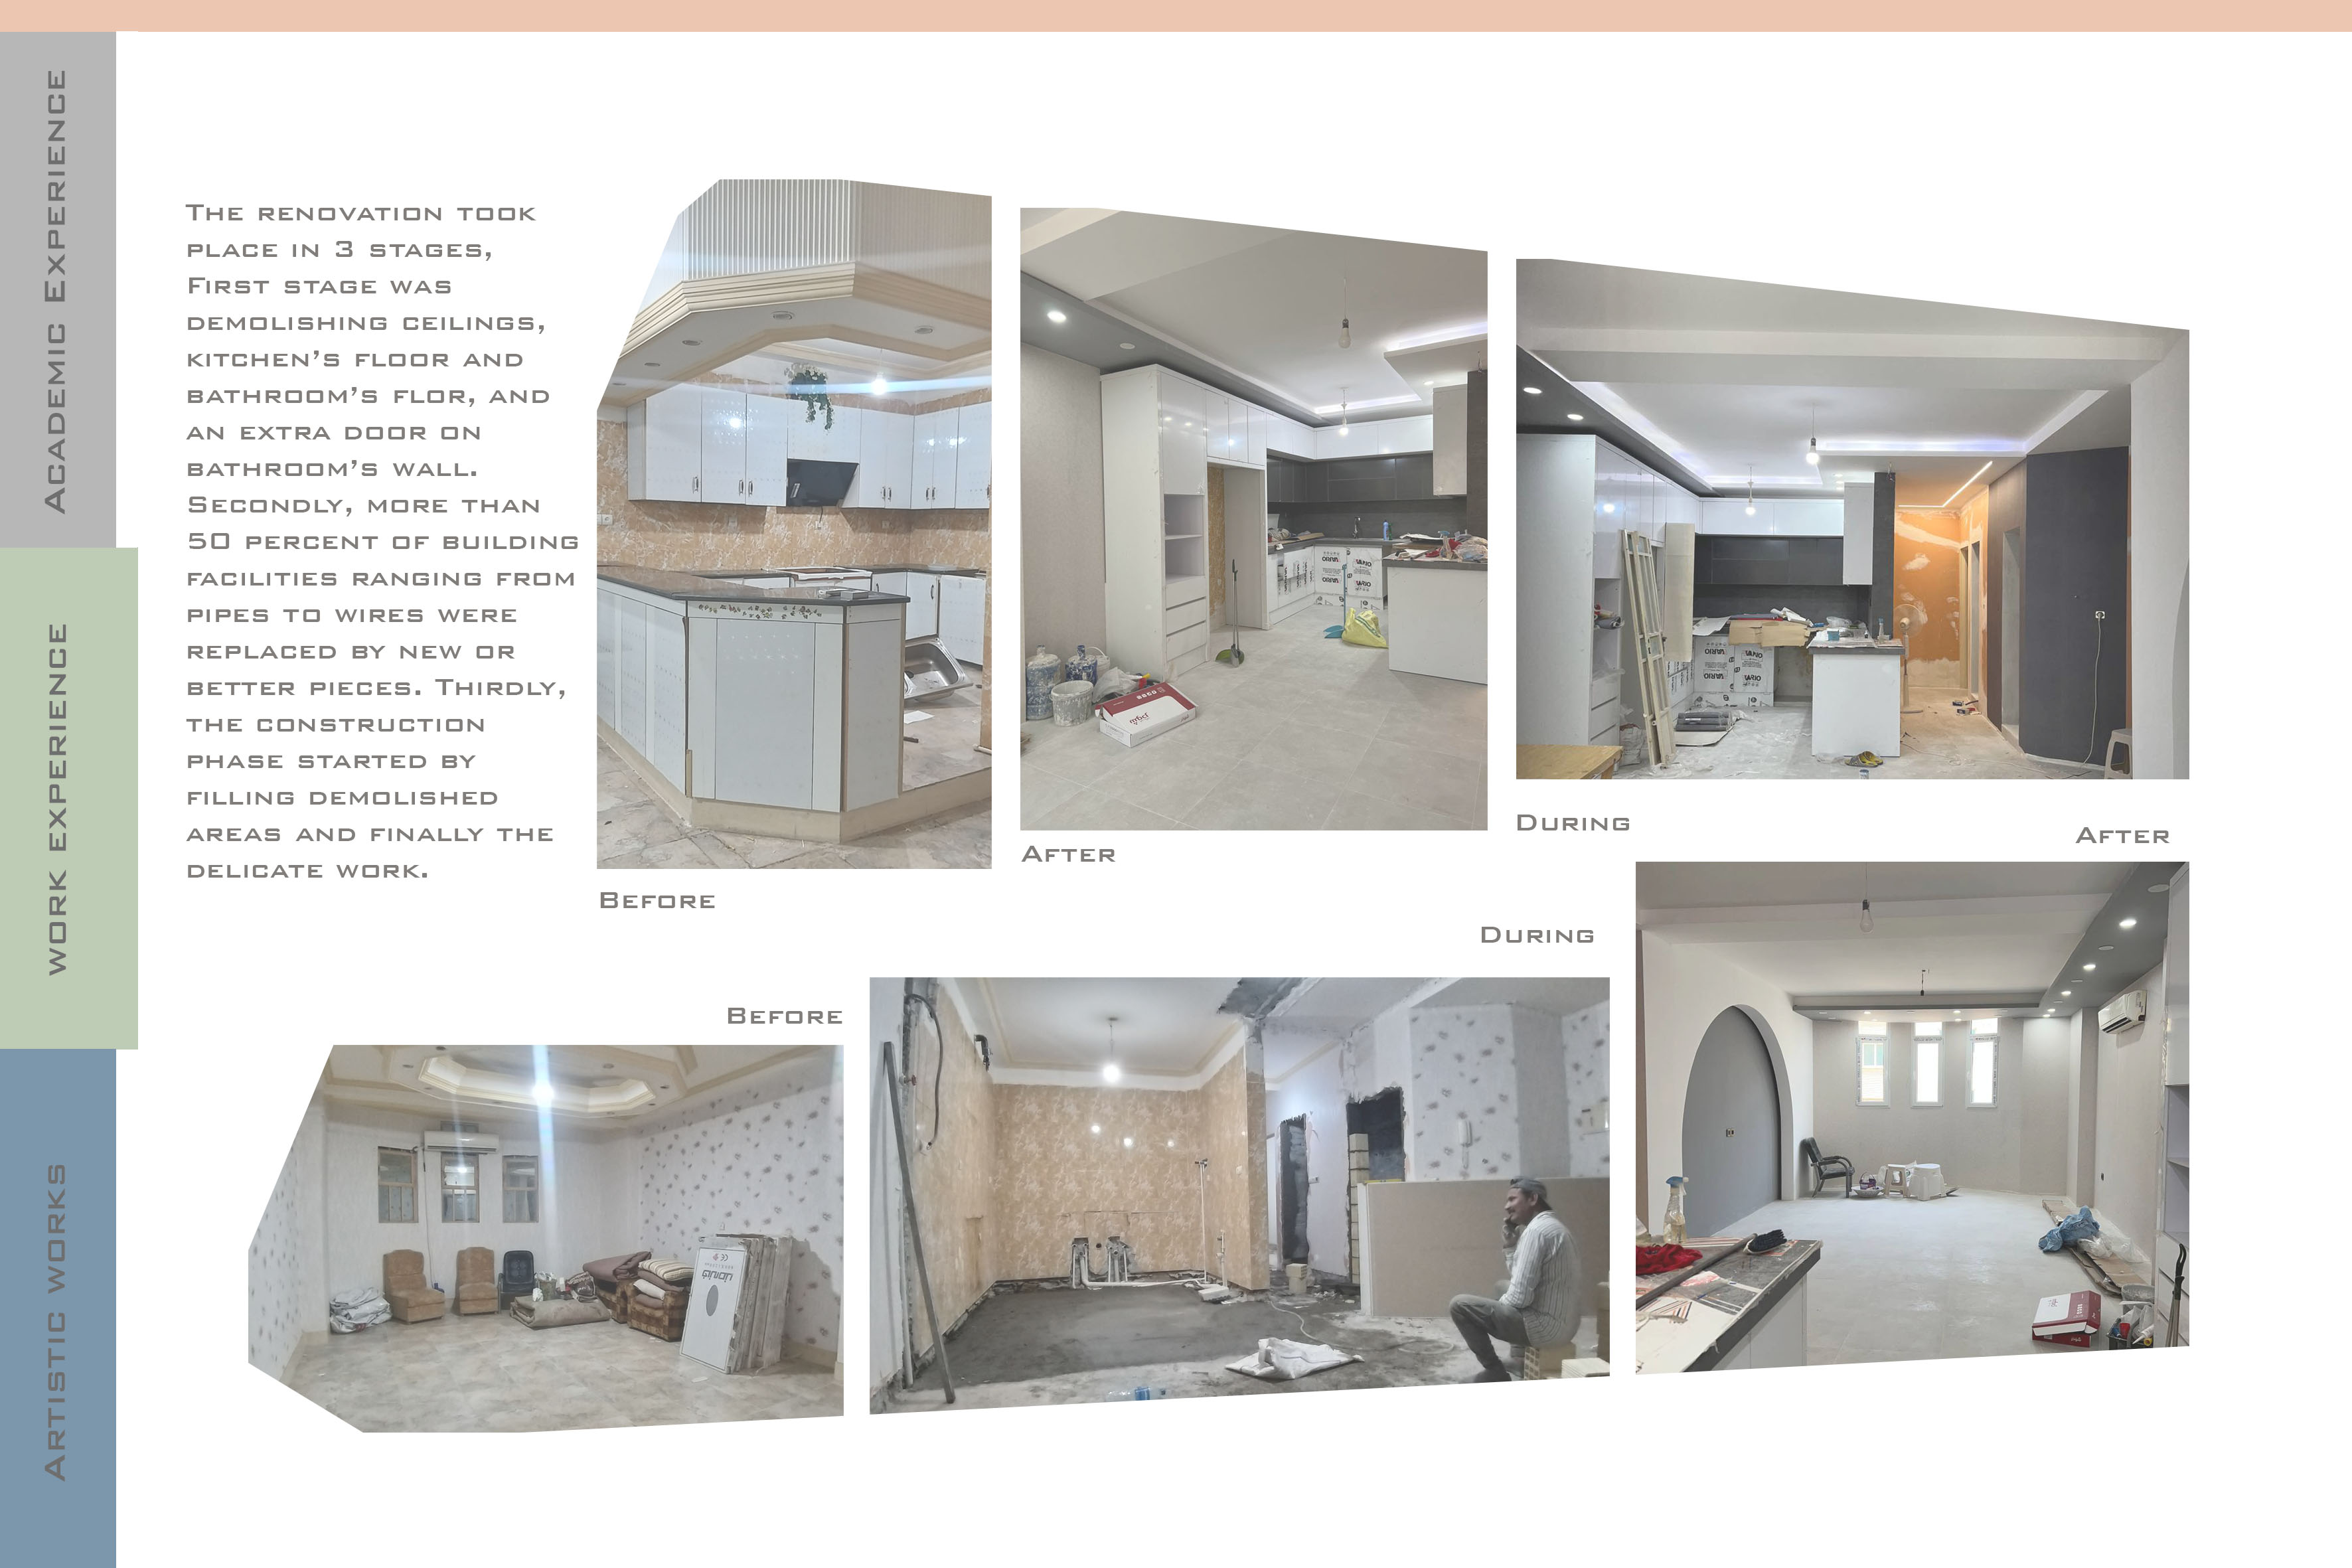 Academic Experience
work experience
Artistic works
The renovation took
place in 3 stages,
First stage was
demolishing ceilings,
kitchen's floor and
bathroom's flor, and
an extra door on
bathroom's wall.
Secondly, more than
50 percent of building
facilities ranging from
pipes to wires were
replaced by new or
better pieces. Thirdly,
the construction
phase started by
filling demolished
areas and finally the
delicate work.
Before
After
During
After
During
Before
VARIO
VARIO
8860